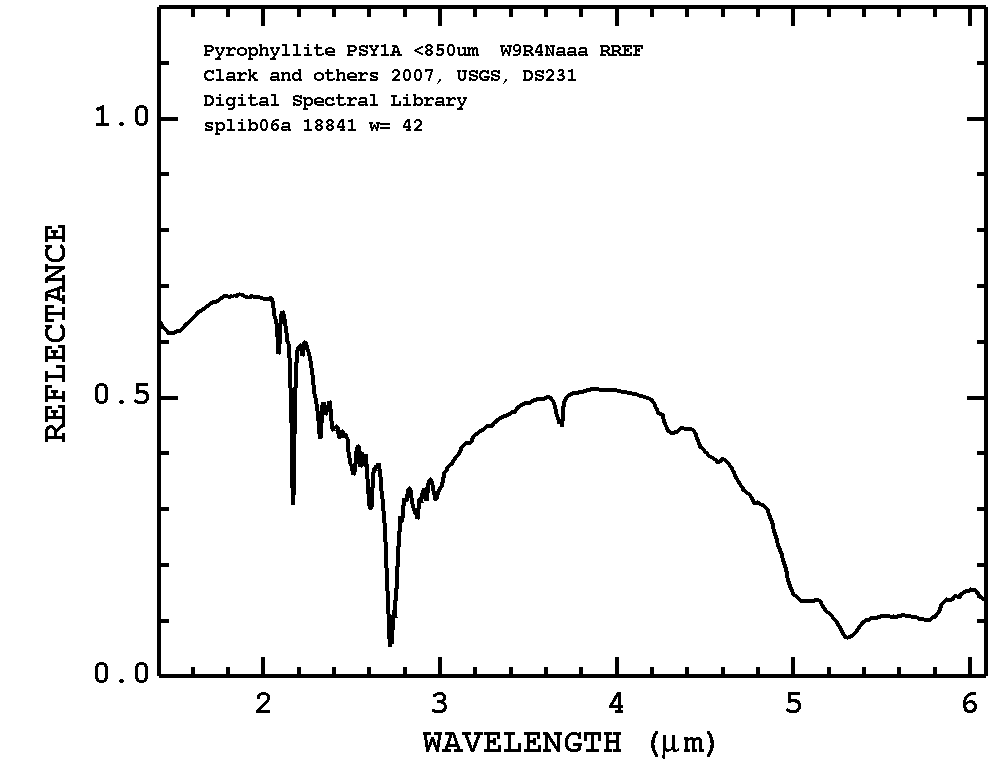 Pyrophyllite PSY1A <850um W9R4Naaa RREF
Clark and others 2007, USGS, DS231
Digital Spectral Library
splib06a 18841 w= 42
1.0
0.5
0.0
REFLECTANCE
2 3 4 5 6
WAVELENGTH (μm)